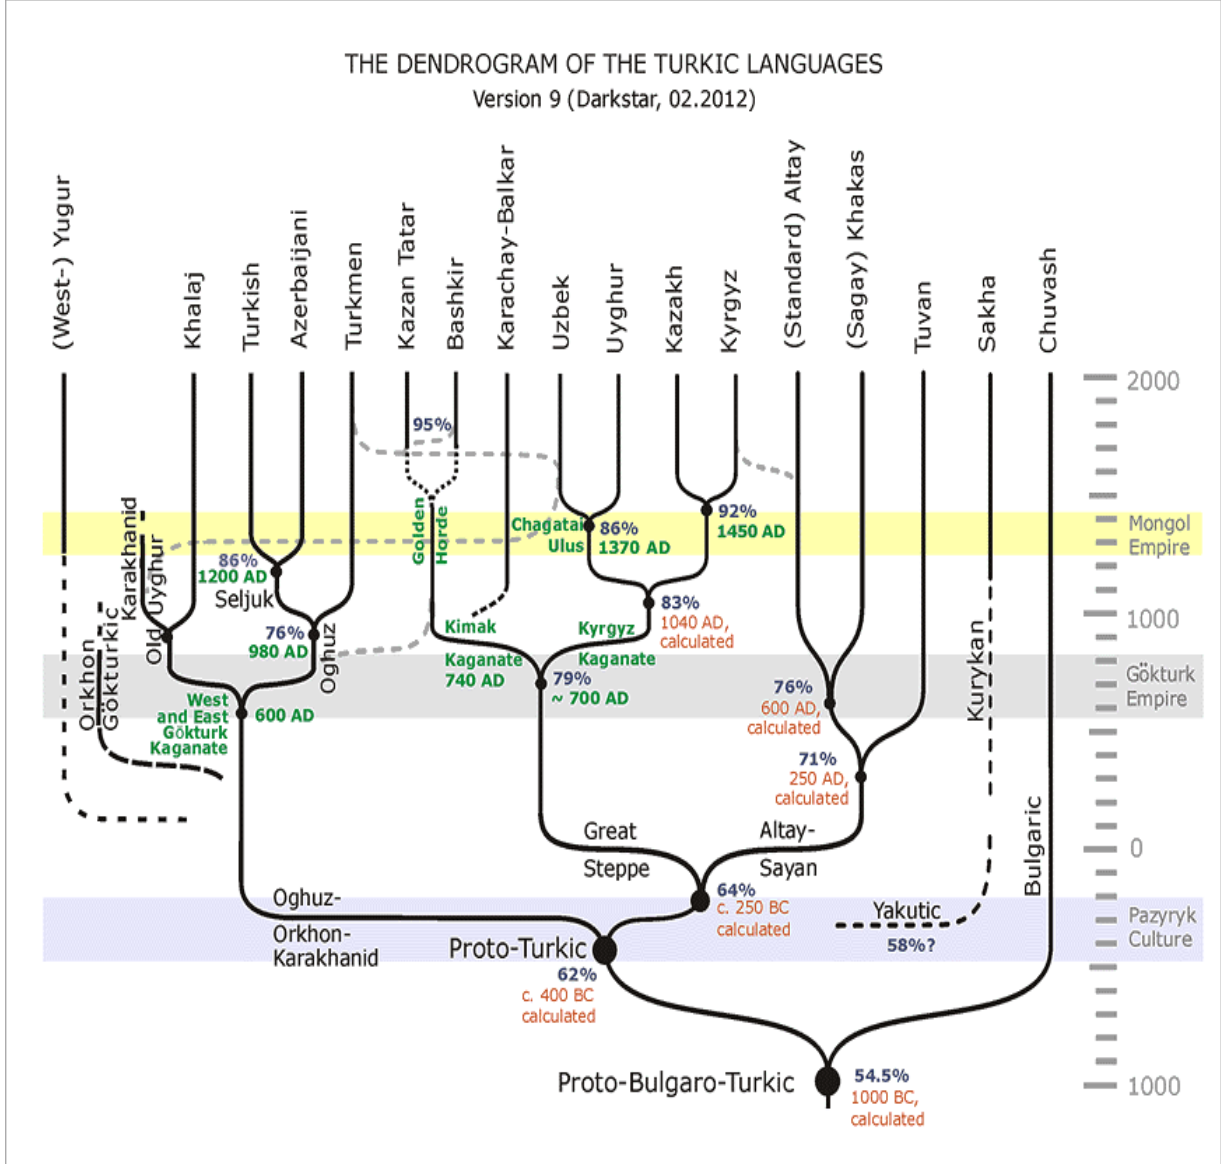 THE DENDROGRAM OF THE TURKIC LANGUAGES
Version 9 (Darkstar, 02.2012)
(West-) Yugur
Khalaj
Turkish
Azerbaijani
Turkmen
Kazan Tatar
Bashkir
Karachay-Balkar
Uzbek
Uyghur
Kazakh
Kyrgyz
(Standard) Altay
(Sagay) Khakas
Tuvan
Sakha
Chuvash
2000
95%
Karakhanid
Golden
Horde
Chagatai
Ulus
86%
1370 AD
92%
1450 AD
Mongol
Empire
Old Uyghur
86%
1200 AD
Seljuk
Orkhon
Gökturkic
76%
980 AD
Oghuz
Kimak
Kaganate
740 AD
Kyrgyz
Kaganate
83%
1040 AD,
calculated
1000
79%
~ 700 AD
Kurykan
Gökturk
Empire
West
and East
Gökturk
Kaganate
600 AD
76%
600 AD,
calculated
71%
250 AD,
calculated
Great
Steppe
Altay-
Sayan
0
Bulgaric
Oghuz-
Orkhon-
Karakhanid
64%
c. 250 BC
calculated
Yakutic
58%?
Pazyryk
Culture
Proto-Turkic
62%
c. 400 BC
calculated
Proto-Bulgaro-Turkic
54.5%
1000 BC,
calculated
1000